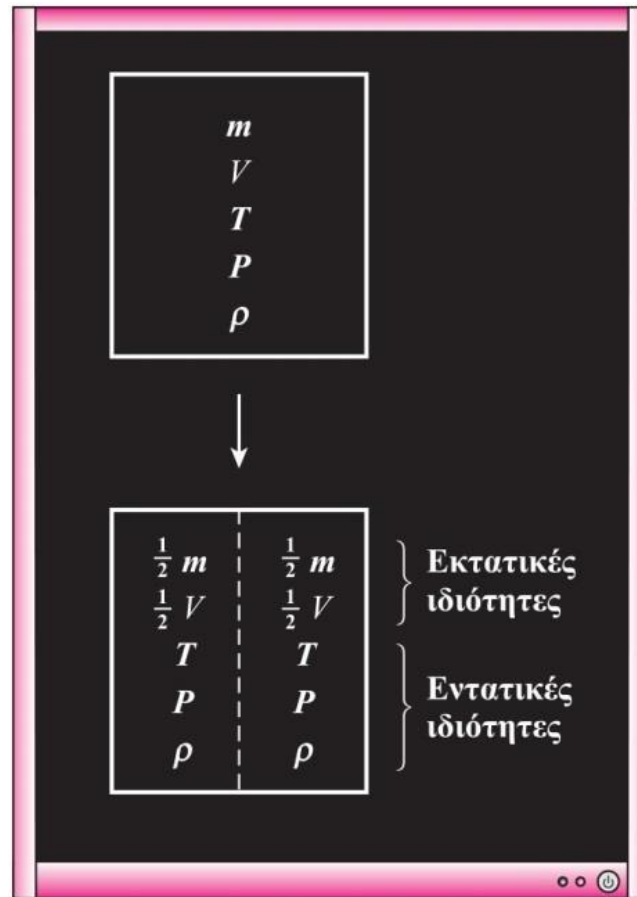 m
V
T
P
ρ
½ m ½ m
½ V ½ V
T T
P P
ρ ρ
Εκτατικές
ιδιότητες
Εντατικές
ιδιότητες